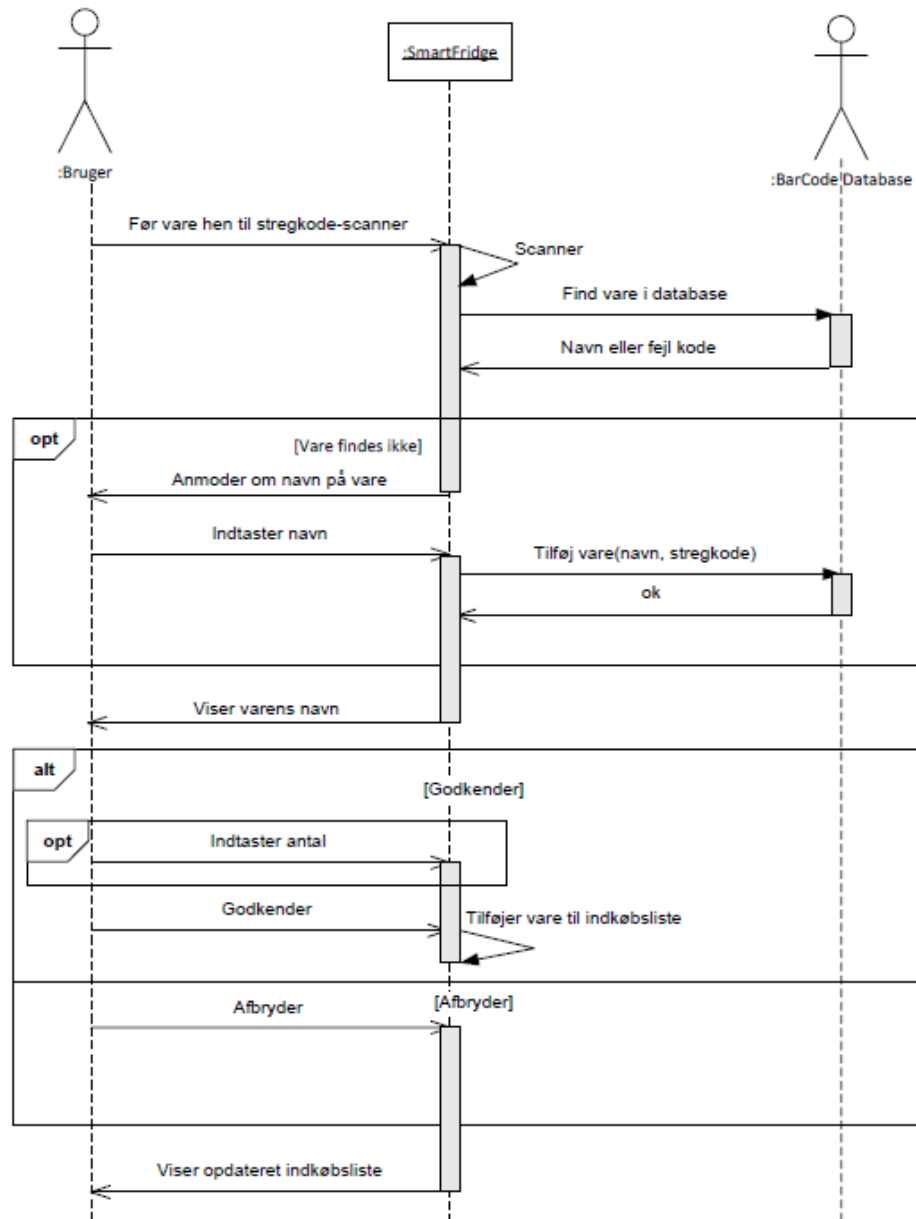 :SmartFridge
:Bruger
:BarCode Database
Før vare hen til stregkode-scanner
Scanner
Find vare i database
Navn eller fejl kode
opt
[Vare findes ikke]
Anmoder om navn på vare
Indtaster navn
Tilføj vare(navn, stregkode)
ok
Viser varens navn
alt
[Godkender]
opt
Indtaster antal
Godkender
Tilføjer vare til indkøbsliste
Afbryder
[Afbryder]
Viser opdateret indkøbsliste